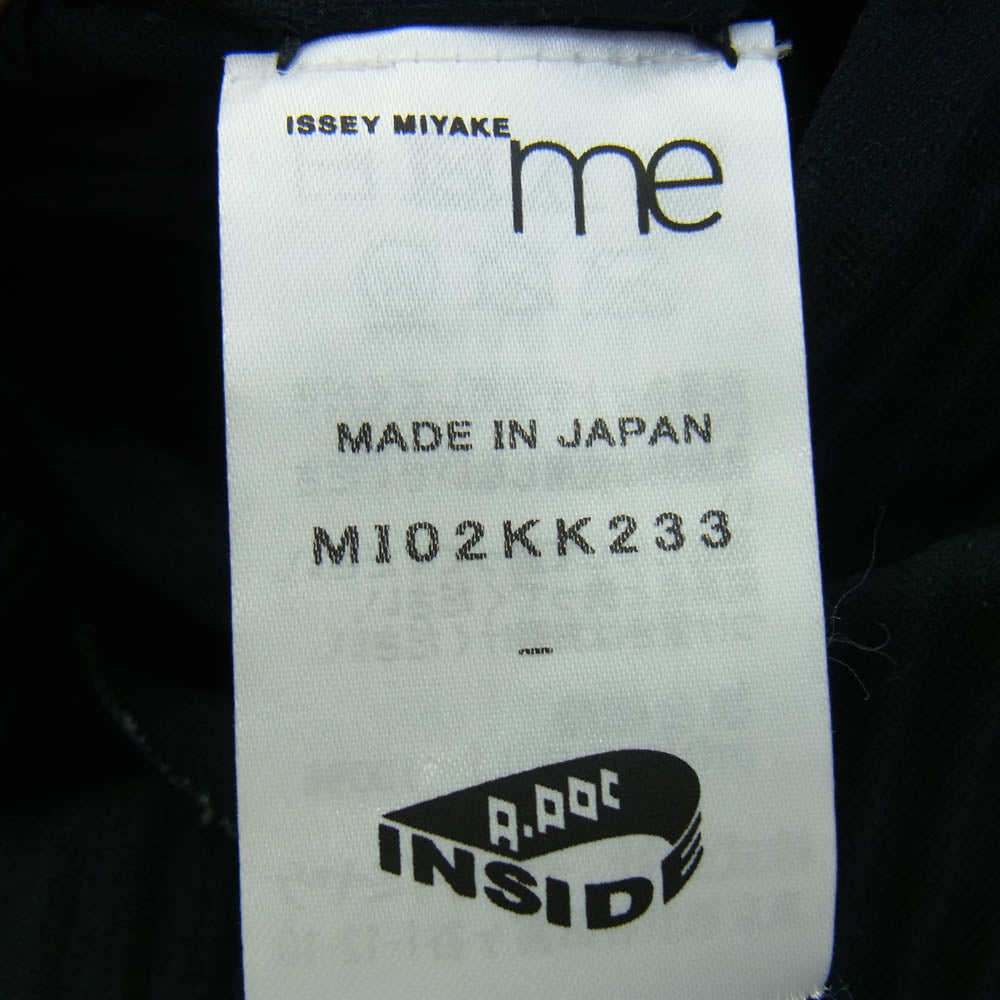 ISSEY MIYAKE
me
MADE IN JAPAN
MI02KK233
-
A.POC
INSIDE